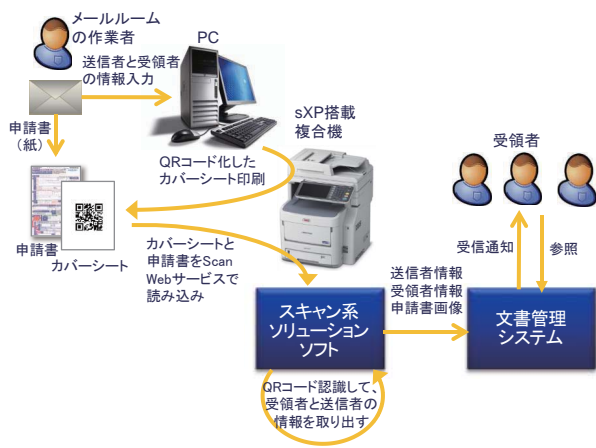 メールルーム
の作業者
PC
送信者と受領者
の情報入力
sXP搭載
複合機
申請書
(紙)
QRコード化した
カバーシート印刷
受領者
申請書
カバーシート
カバーシートと
申請書をScan
Webサービスで
読み込み
受信通知
参照
送信者情報
受領者情報
申請書画像
スキャン系
ソリューション
ソフト
文書管理
システム
QRコード認識して、
受領者と送信者の
情報を取り出す